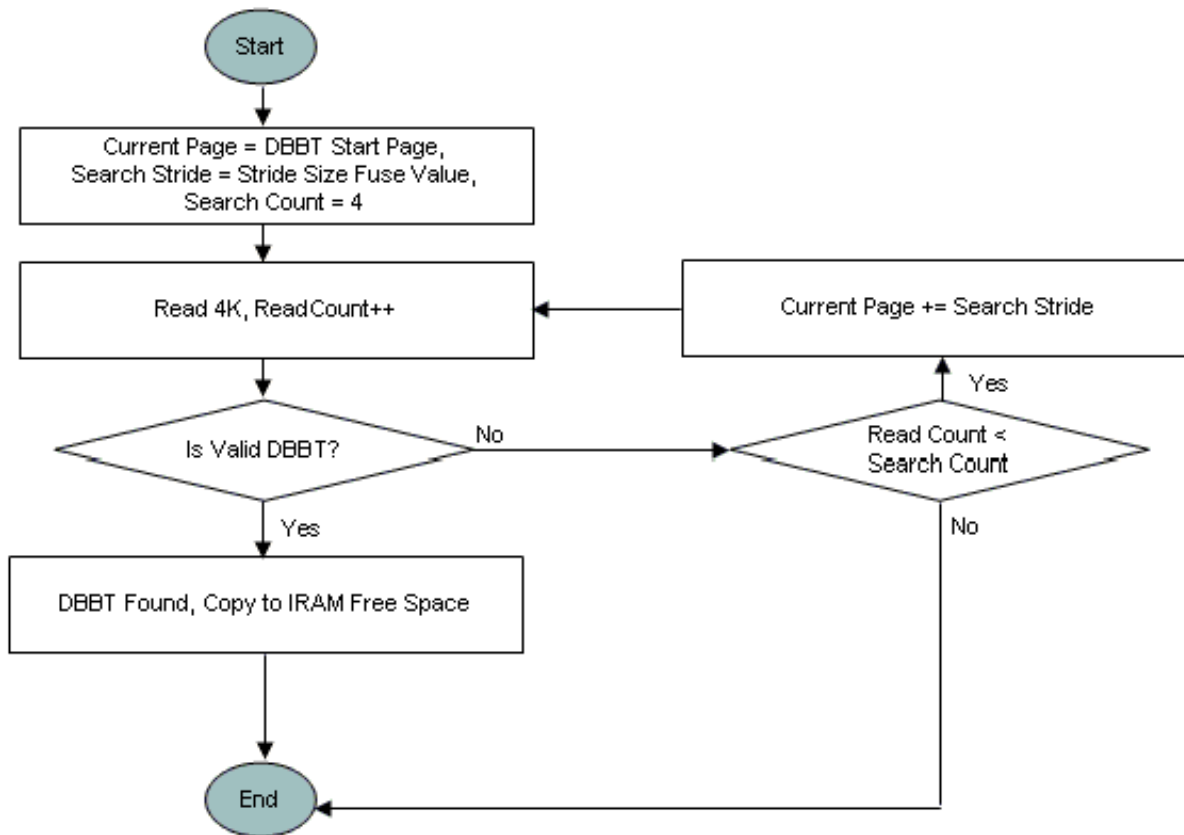 Start
Current Page = DBBT Start Page,
Search Stride = Stride Size Fuse Value,
Search Count = 4
Read 4K, ReadCount++
Current Page += Search Stride
Yes
Is Valid DBBT?
No
Read Count <
Search Count
Yes
No
DBBT Found, Copy to IRAM Free Space
End